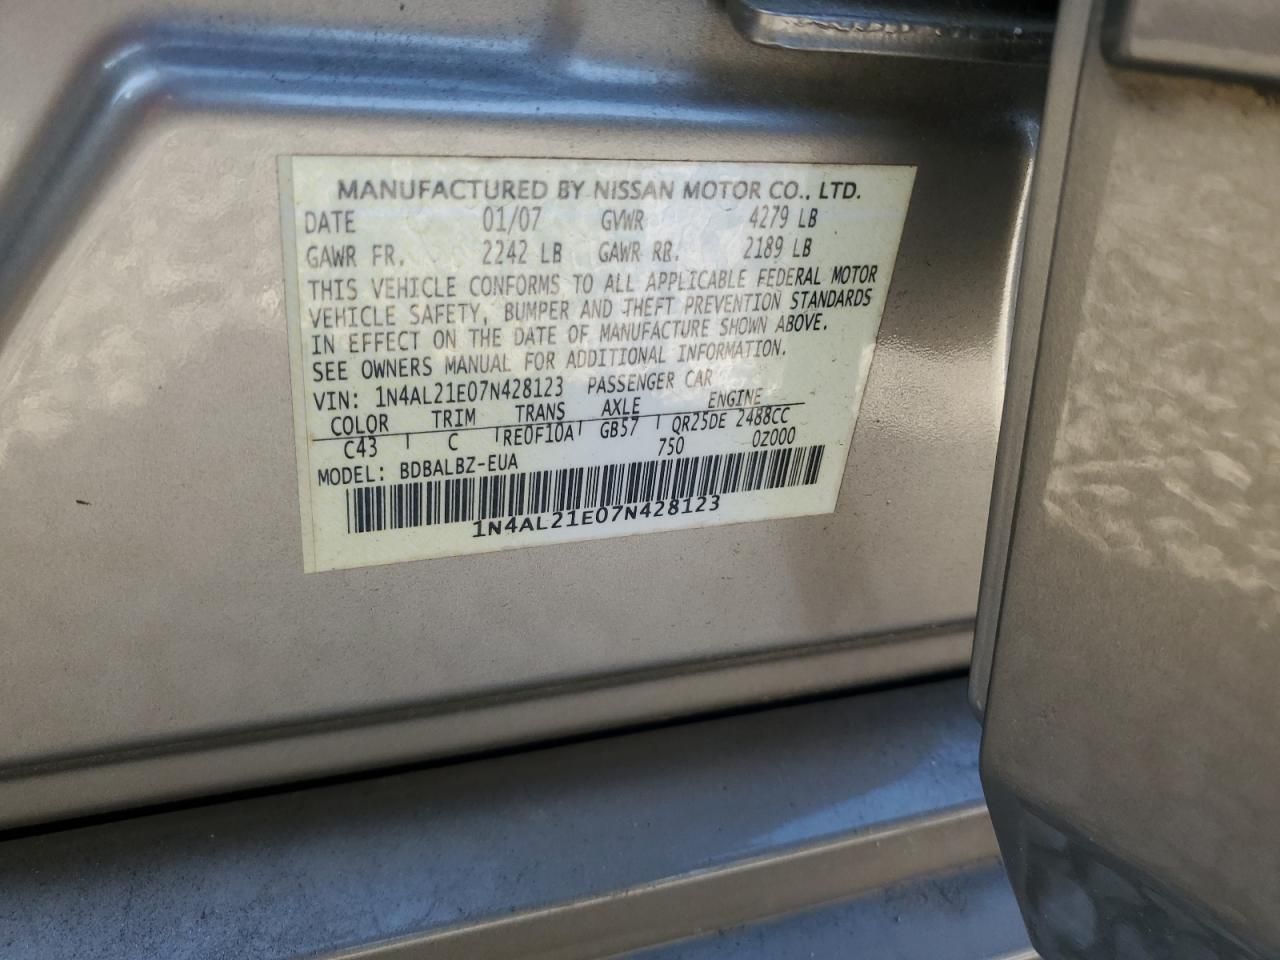 MANUFACTURED BY NISSAN MOTOR CO., LTD.
DATE 01/07 GVWR 4279 LB
GAWR FR. 2242 LB GAWR RR. 2189 LB
THIS VEHICLE CONFORMS TO ALL APPLICABLE FEDERAL MOTOR
VEHICLE SAFETY, BUMPER AND THEFT PREVENTION STANDARDS
IN EFFECT ON THE DATE OF MANUFACTURE SHOWN ABOVE.
SEE OWNERS MANUAL FOR ADDITIONAL INFORMATION.
VIN: 1N4AL21E07N428123 PASSENGER CAR
COLOR TRIM TRANS AXLE ENGINE
C43 C RE0F10A GB57 QR25DE 2488CC
MODEL: BDBALBZ-EUA 750 0Z000
1N4AL21E07N428123